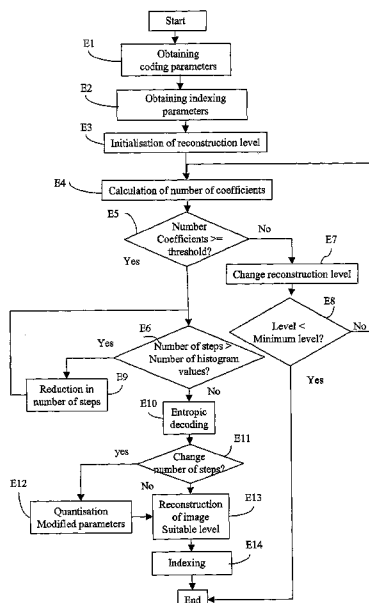 Start
E1
Obtaining
coding parameters
E2
Obtaining indexing
parameters
E3
Initialisation of reconstruction level
E4
Calculation of number of coefficients
E5
Number
Coefficients >=
threshold?
No
Yes
E7
Change reconstruction level
E8
Level <
Minimum level?
No
Yes
E6
Number of steps >
Number of histogram
values?
Yes
No
Reduction in
number of steps
E9
E10
Entropic
decoding
E11
Change
number of steps?
yes
No
E12
Quantisation
Modified parameters
E13
Reconstruction
of image
Suitable level
E14
Indexing
End